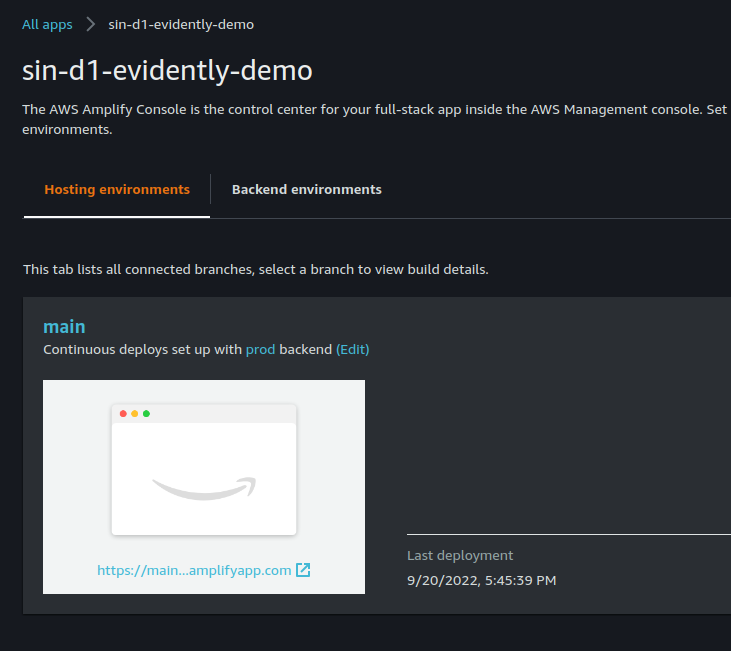 All apps > sin-d1-evidently-demo
sin-d1-evidently-demo
The AWS Amplify Console is the control center for your full-stack app inside the AWS Management console. Set
environments.
Hosting environments
Backend environments
This tab lists all connected branches, select a branch to view build details.
main
Continuous deploys set up with prod backend (Edit)
https://main...amplifyapp.com
Last deployment
9/20/2022, 5:45:39 PM